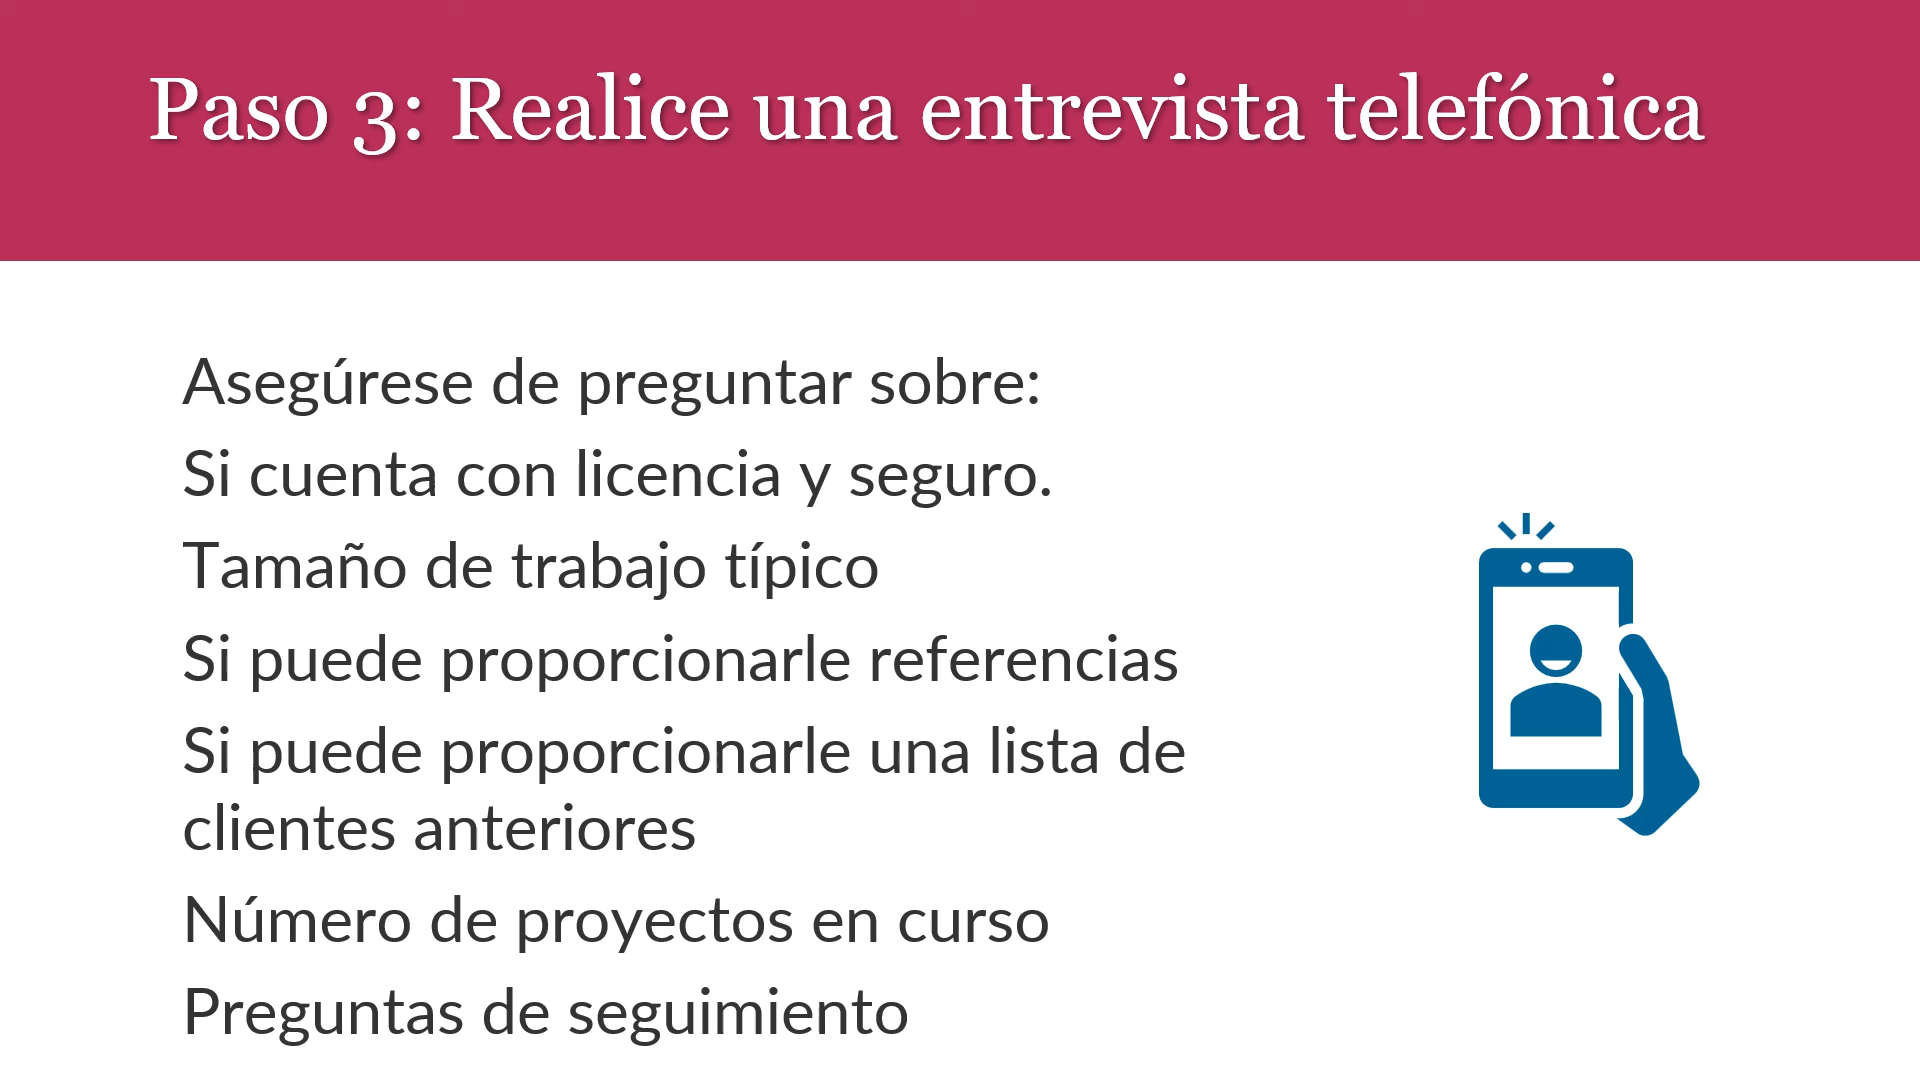 Paso 3: Realice una entrevista telefónica
Asegúrese de preguntar sobre:
Si cuenta con licencia y seguro.
Tamaño de trabajo típico
Si puede proporcionarle referencias
Si puede proporcionarle una lista de
clientes anteriores
Número de proyectos en curso
Preguntas de seguimiento